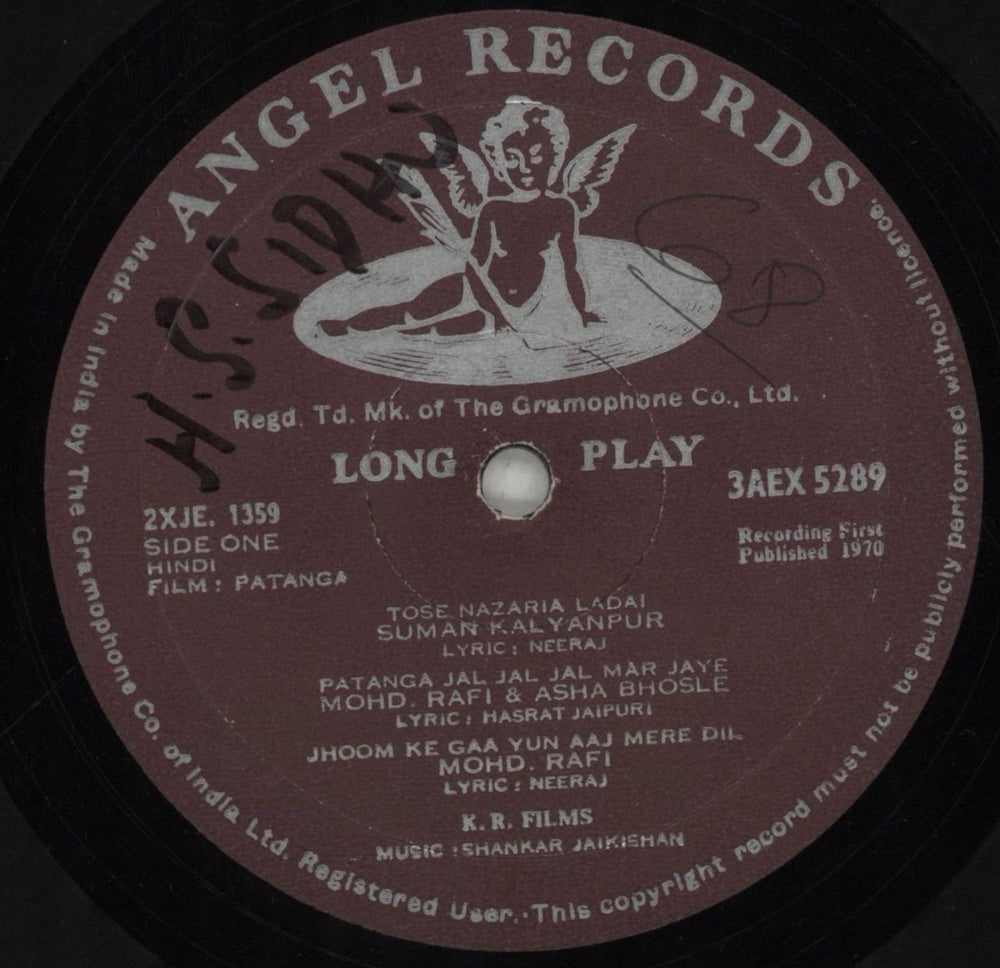 ANGEL RECORDS
H.S. SIDHU
Regd. Td. Mk. of The Gramophone Co., Ltd.
LONG PLAY
3AEX 5289
2XJE. 1359
SIDE ONE
HINDI
FILM : PATANGA
Recording First
Published 1970
TOSE NAZARIA LADAI
SUMAN KALYANPUR
LYRIC : NEERAJ
PATANGA JAL JAL JAL MAR JAYE
MOHD. RAFI & ASHA BHOSLE
LYRIC : HASRAT JAIPURI
JHOOM KE GAA YUN AAJ MERE DIL
MOHD. RAFI
LYRIC : NEERAJ
K. R. FILMS
MUSIC : SHANKAR JAIKISHAN
Made in India by The Gramophone Co. of India Ltd. Registered User.·This copyright record must not be publicly performed without licence.